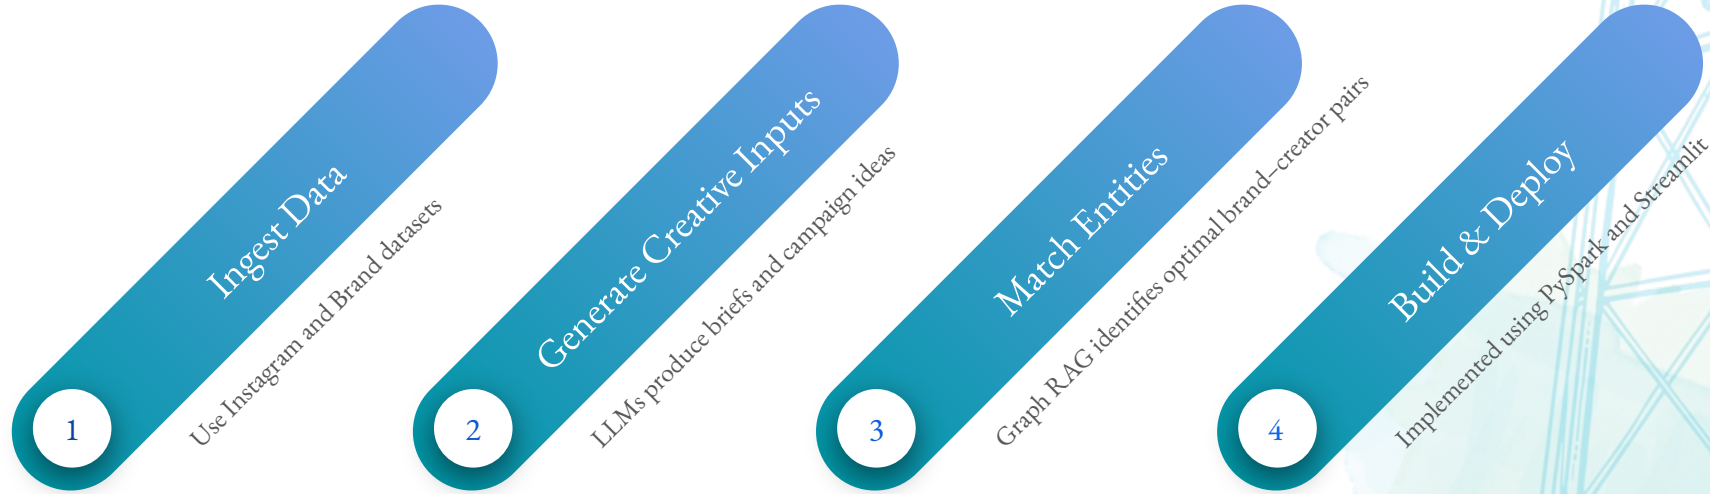 1
Ingest Data
Use Instagram and Brand datasets
2
Generate Creative Inputs
LLMs produce briefs and campaign ideas
3
Match Entities
Graph RAG identifies optimal brand–creator pairs
4
Build & Deploy
Implemented using PySpark and Streamlit